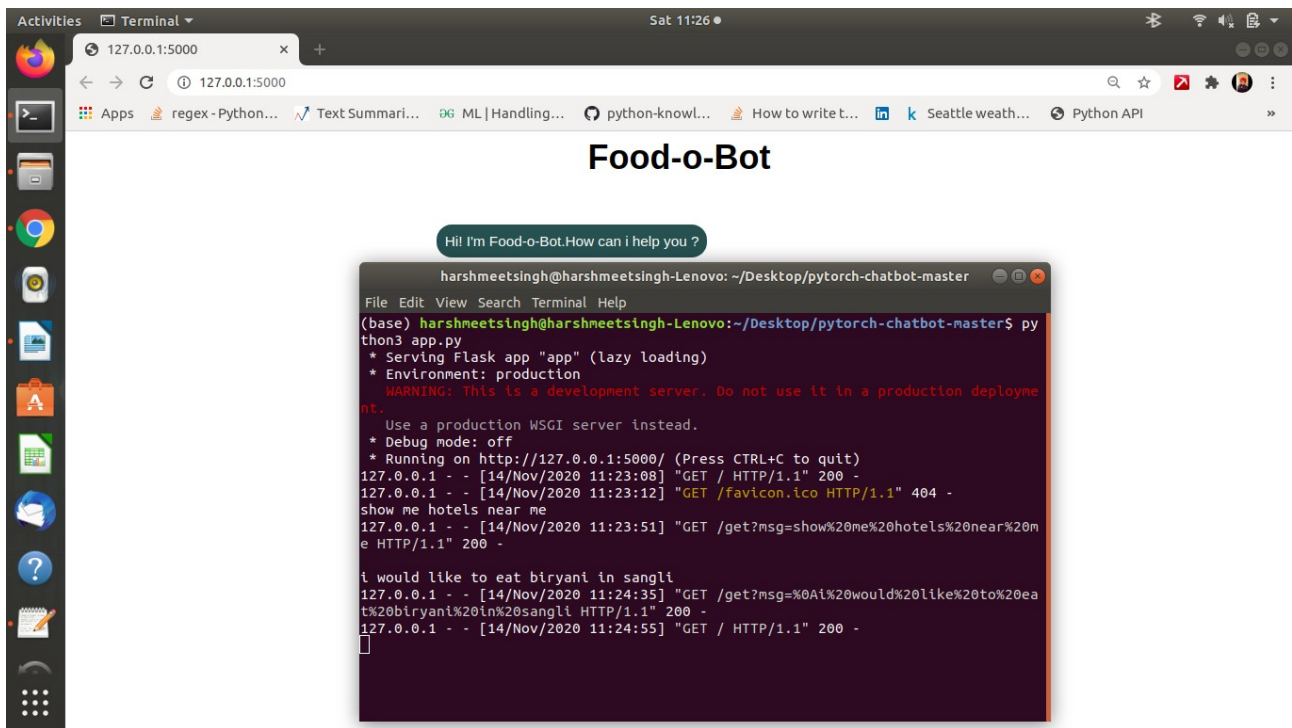 Activities Terminal Sat 11:26
127.0.0.1:5000
127.0.0.1:5000
Apps regex - Python... Text Summari... ML | Handling... python-knowl... How to write t... Seattle weath... Python API »
Food-o-Bot
Hi! I'm Food-o-Bot.How can i help you ?
harshmeetsingh@harshmeetsingh-Lenovo: ~/Desktop/pytorch-chatbot-master
File Edit View Search Terminal Help
(base) harshmeetsingh@harshmeetsingh-Lenovo:~/Desktop/pytorch-chatbot-master$ py
thon3 app.py
* Serving Flask app "app" (lazy loading)
* Environment: production
WARNING: This is a development server. Do not use it in a production deployme
nt.
Use a production WSGI server instead.
* Debug mode: off
* Running on http://127.0.0.1:5000/ (Press CTRL+C to quit)
127.0.0.1 - - [14/Nov/2020 11:23:08] "GET / HTTP/1.1" 200 -
127.0.0.1 - - [14/Nov/2020 11:23:12] "GET /favicon.ico HTTP/1.1" 404 -
show me hotels near me
127.0.0.1 - - [14/Nov/2020 11:23:51] "GET /get?msg=show%20me%20hotels%20near%20m
e HTTP/1.1" 200 -
i would like to eat biryani in sangli
127.0.0.1 - - [14/Nov/2020 11:24:35] "GET /get?msg=%0Ai%20would%20like%20to%20ea
t%20biryani%20in%20sangli HTTP/1.1" 200 -
127.0.0.1 - - [14/Nov/2020 11:24:55] "GET / HTTP/1.1" 200 -